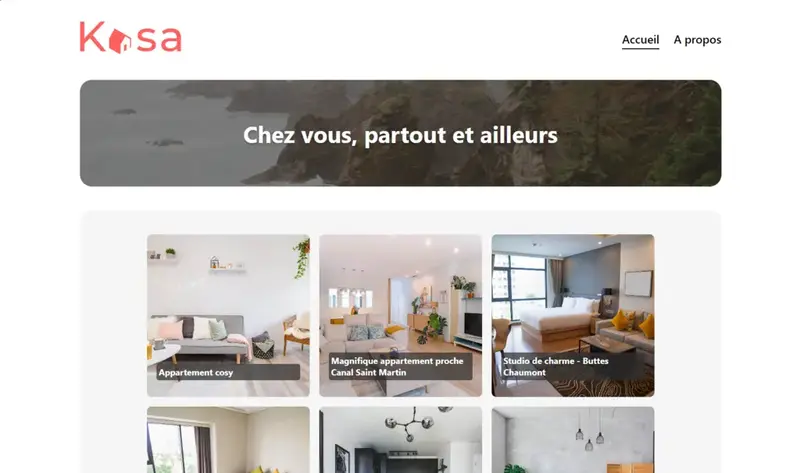 Kasa
Accueil
A propos
Chez vous, partout et ailleurs
Appartement cosy
Magnifique appartement proche
Canal Saint Martin
Studio de charme - Buttes
Chaumont